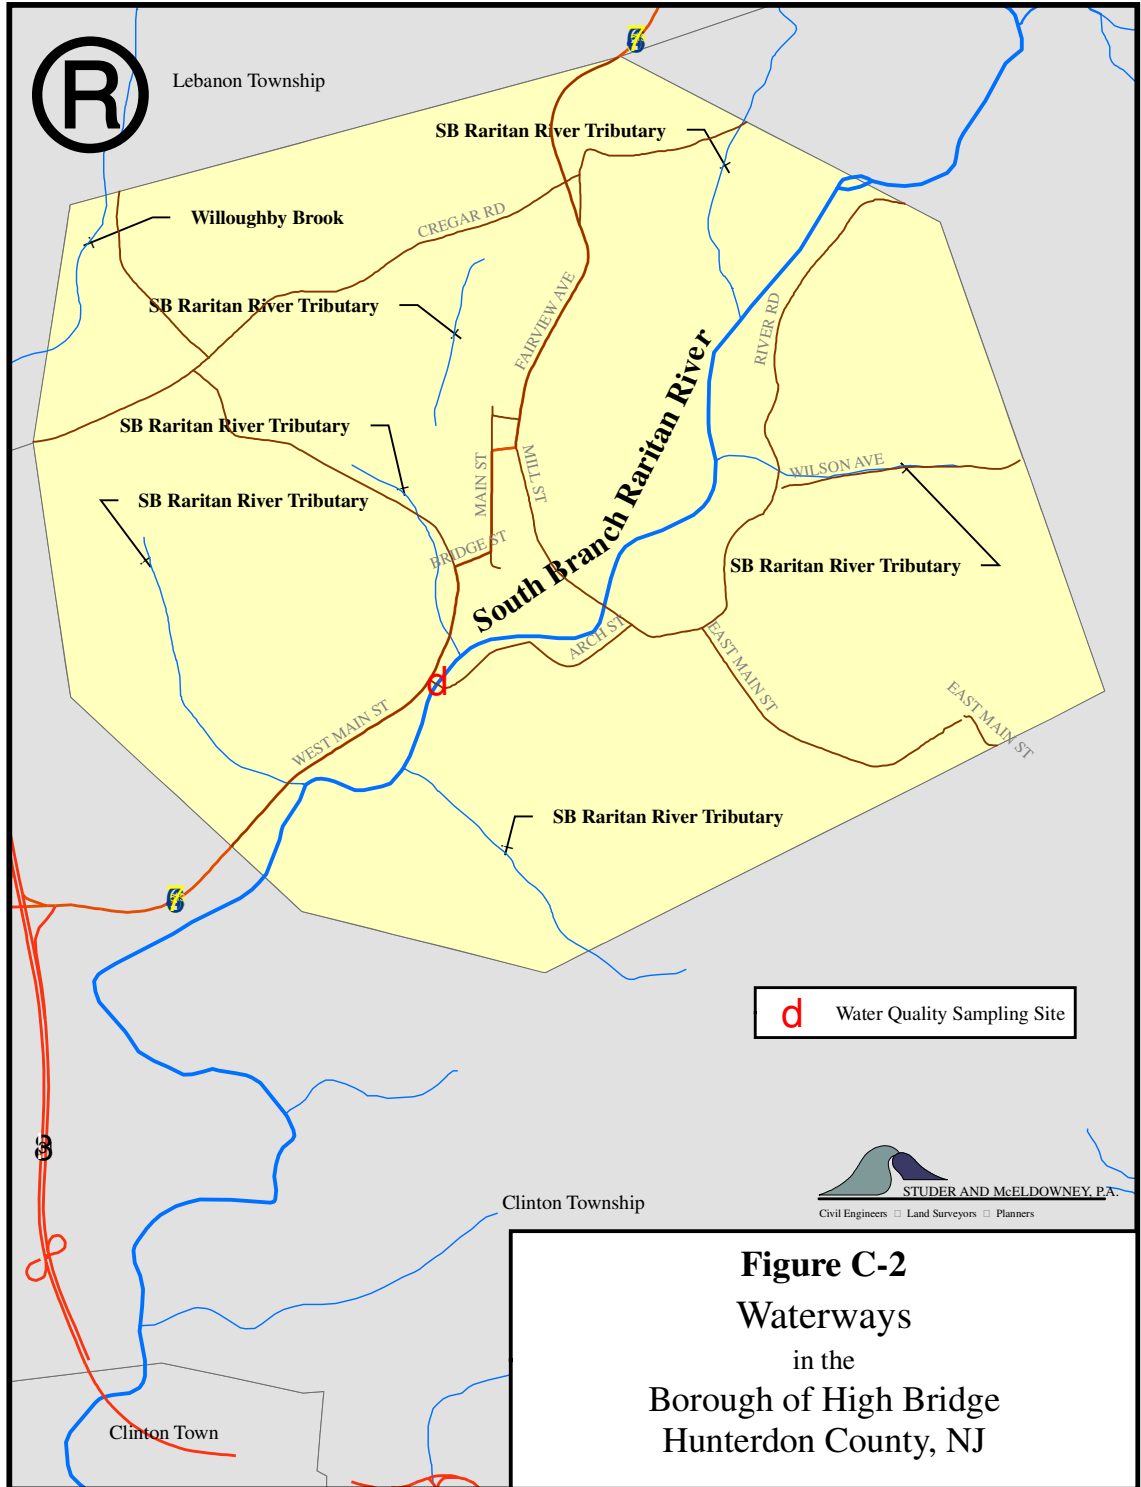 R
Lebanon Township
SB Raritan River Tributary
Willoughby Brook
CREGAR RD
SB Raritan River Tributary
FAIRVIEW AVE
RIVER RD
South Branch Raritan River
SB Raritan River Tributary
MAIN ST
MILL ST
WILSON AVE
SB Raritan River Tributary
BRIDGE ST
SB Raritan River Tributary
ARCH ST
EAST MAIN ST
d
WEST MAIN ST
EAST MAIN ST
SB Raritan River Tributary
d Water Quality Sampling Site
STUDER AND McELDOWNEY, P.A.
Civil Engineers □ Land Surveyors □ Planners
Clinton Township
Clinton Town
Figure C-2
Waterways
in the
Borough of High Bridge
Hunterdon County, NJ